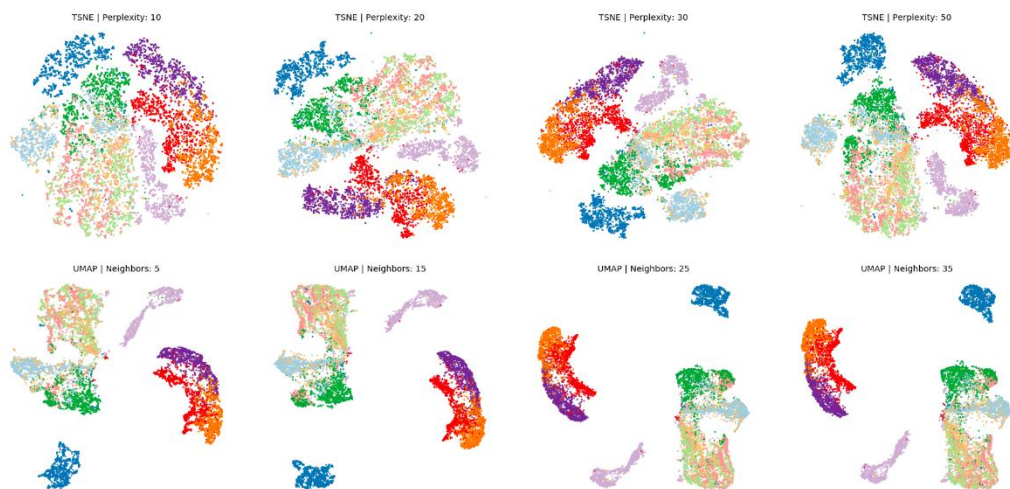 TSNE | Perplexity: 10
TSNE | Perplexity: 20
TSNE | Perplexity: 30
TSNE | Perplexity: 50
UMAP | Neighbors: 5
UMAP | Neighbors: 15
UMAP | Neighbors: 25
UMAP | Neighbors: 35